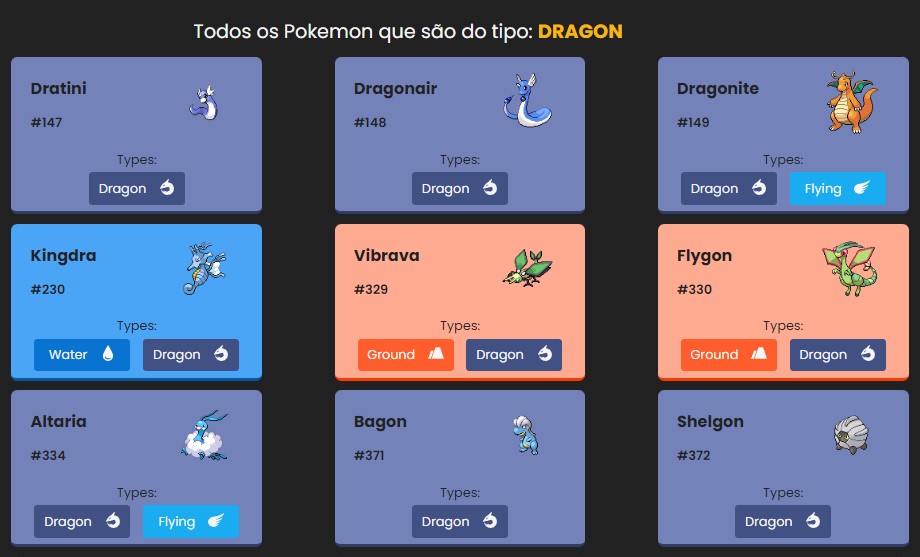 Todos os Pokemon que são do tipo: DRAGON
Dratini
#147
Types:
Dragon
Dragonair
#148
Types:
Dragon
Dragonite
#149
Types:
Dragon Flying
Kingdra
#230
Types:
Water Dragon
Vibrava
#329
Types:
Ground Dragon
Flygon
#330
Types:
Ground Dragon
Altaria
#334
Types:
Dragon Flying
Bagon
#371
Types:
Dragon
Shelgon
#372
Types:
Dragon